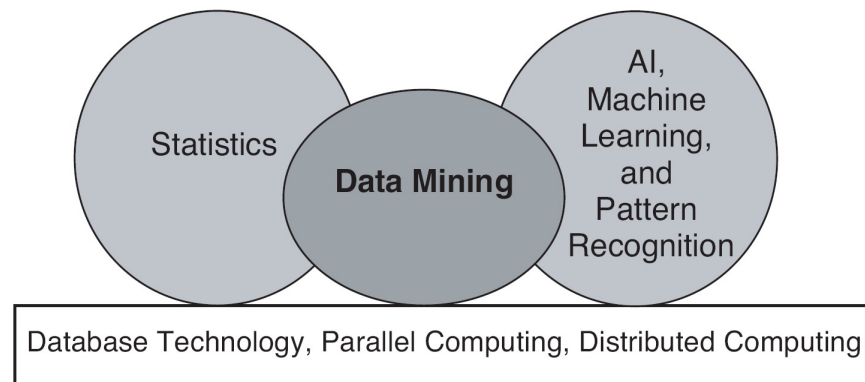 Statistics
Data Mining
AI,
Machine
Learning,
and
Pattern
Recognition
Database Technology, Parallel Computing, Distributed Computing